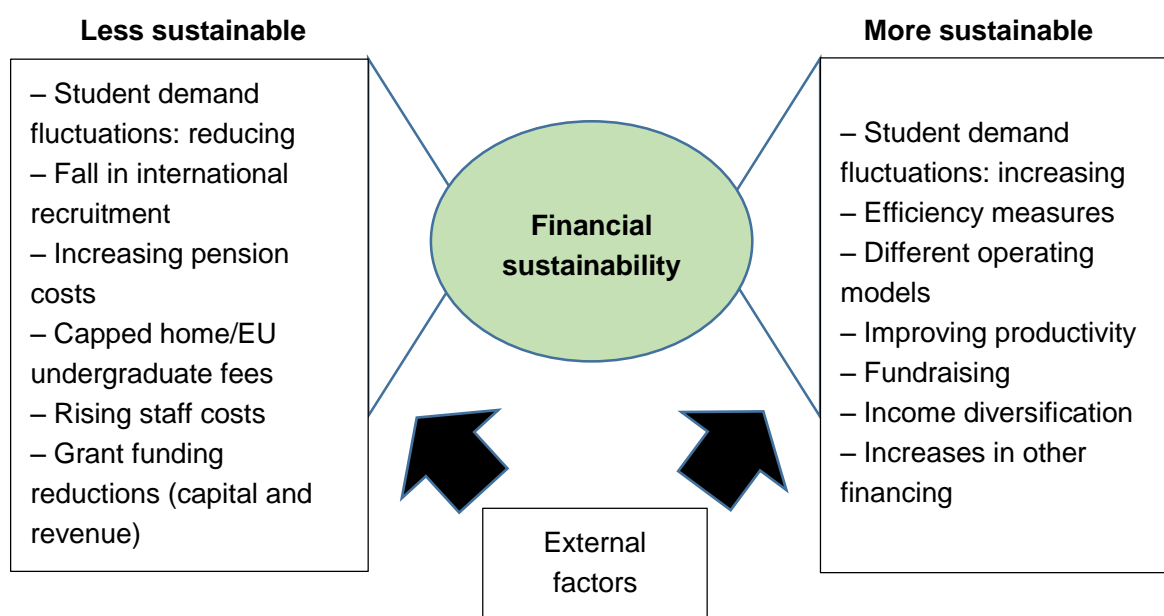 Less sustainable
– Student demand
fluctuations: reducing
– Fall in international
recruitment
– Increasing pension
costs
– Capped home/EU
undergraduate fees
– Rising staff costs
– Grant funding
reductions (capital and
revenue)
Financial
sustainability
External
factors
More sustainable
– Student demand
fluctuations: increasing
– Efficiency measures
– Different operating
models
– Improving productivity
– Fundraising
– Income diversification
– Increases in other
financing